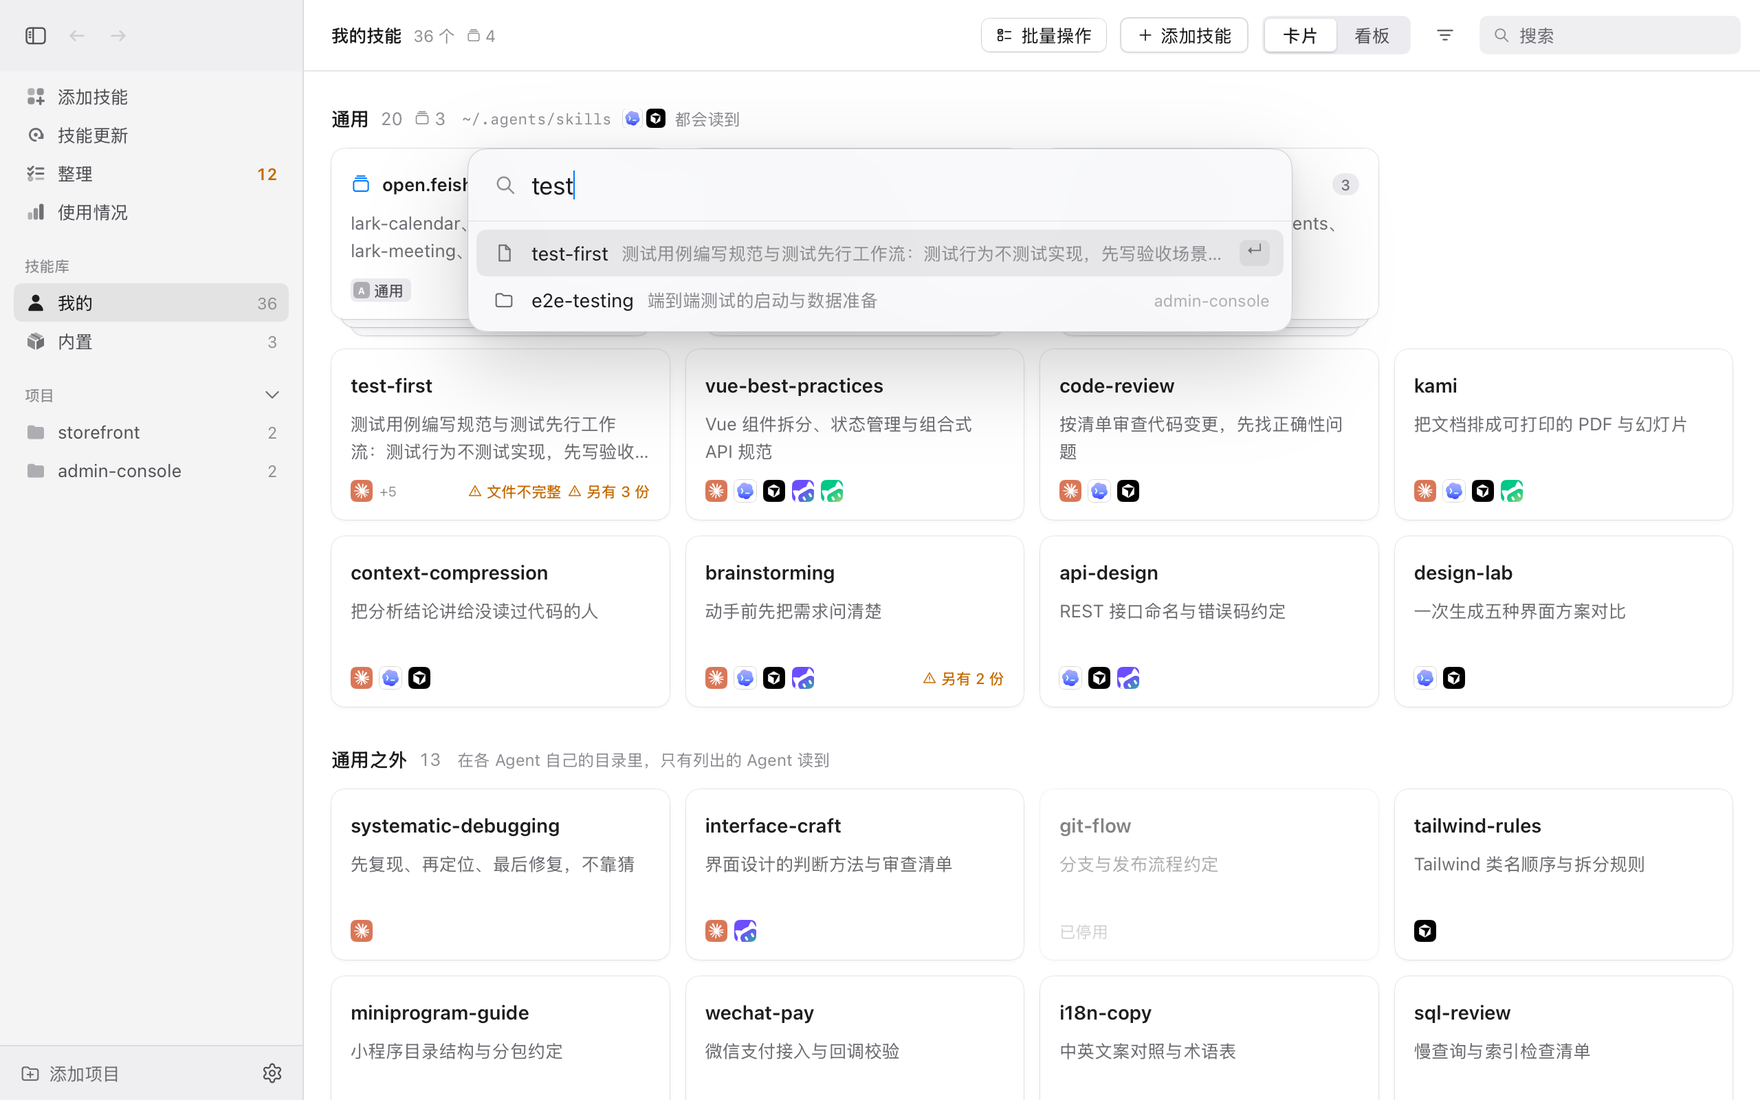 我的技能 36 个 4
批量操作
添加技能
卡片
看板
搜索
添加技能
技能更新
整理 12
使用情况
技能库
我的 36
内置 3
项目
storefront 2
admin-console 2
添加项目
通用 20 3 ~/.agents/skills 都会读到
open.feish
lark-calendar、
lark-meeting、
A 通用
3
ents、
test
test-first 测试用例编写规范与测试先行工作流：测试行为不测试实现，先写验收场景...
e2e-testing 端到端测试的启动与数据准备 admin-console
test-first
测试用例编写规范与测试先行工作
流：测试行为不测试实现，先写验收...
+5 文件不完整 另有 3 份
vue-best-practices
Vue 组件拆分、状态管理与组合式
API 规范
code-review
按清单审查代码变更，先找正确性问
题
kami
把文档排成可打印的 PDF 与幻灯片
context-compression
把分析结论讲给没读过代码的人
brainstorming
动手前先把需求问清楚
另有 2 份
api-design
REST 接口命名与错误码约定
design-lab
一次生成五种界面方案对比
通用之外 13 在各 Agent 自己的目录里，只有列出的 Agent 读到
systematic-debugging
先复现、再定位、最后修复，不靠猜
interface-craft
界面设计的判断方法与审查清单
git-flow
分支与发布流程约定
已停用
tailwind-rules
Tailwind 类名顺序与拆分规则
miniprogram-guide
小程序目录结构与分包约定
wechat-pay
微信支付接入与回调校验
i18n-copy
中英文案对照与术语表
sql-review
慢查询与索引检查清单